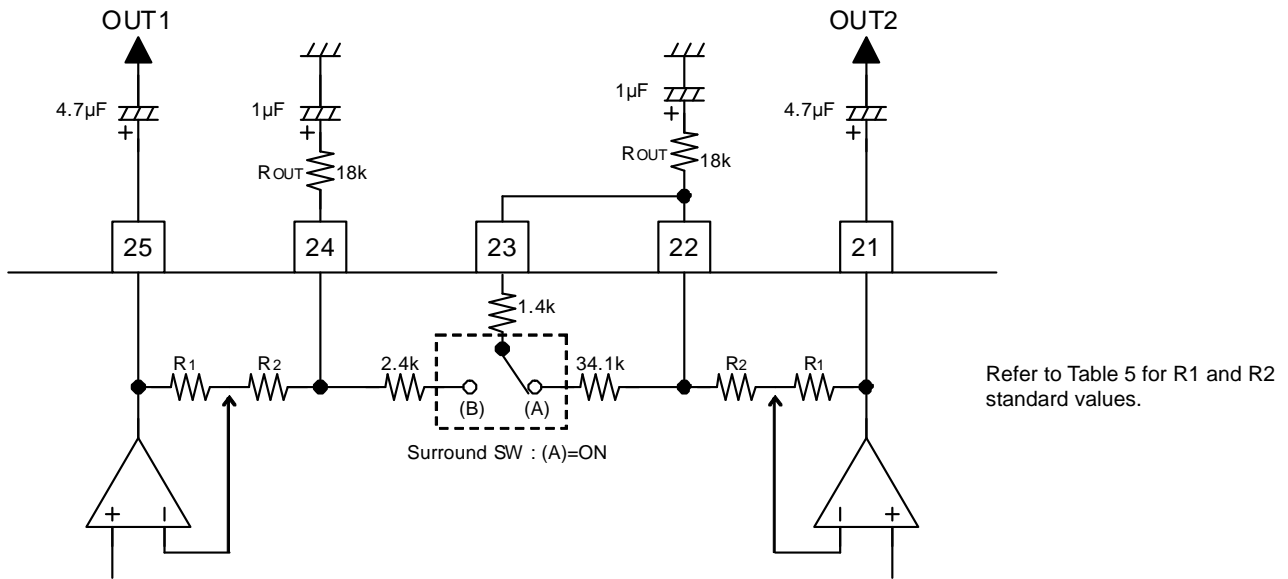 OUT1
OUT2
4.7µF
+
1µF
+
1µF
+
4.7µF
+
ROUT
18k
ROUT
18k
25
24
23
22
21
1.4k
R1
R2
2.4k
34.1k
R2
R1
(B)
(A)
Refer to Table 5 for R1 and R2
standard values.
Surround SW : (A)=ON
+
−
−
+